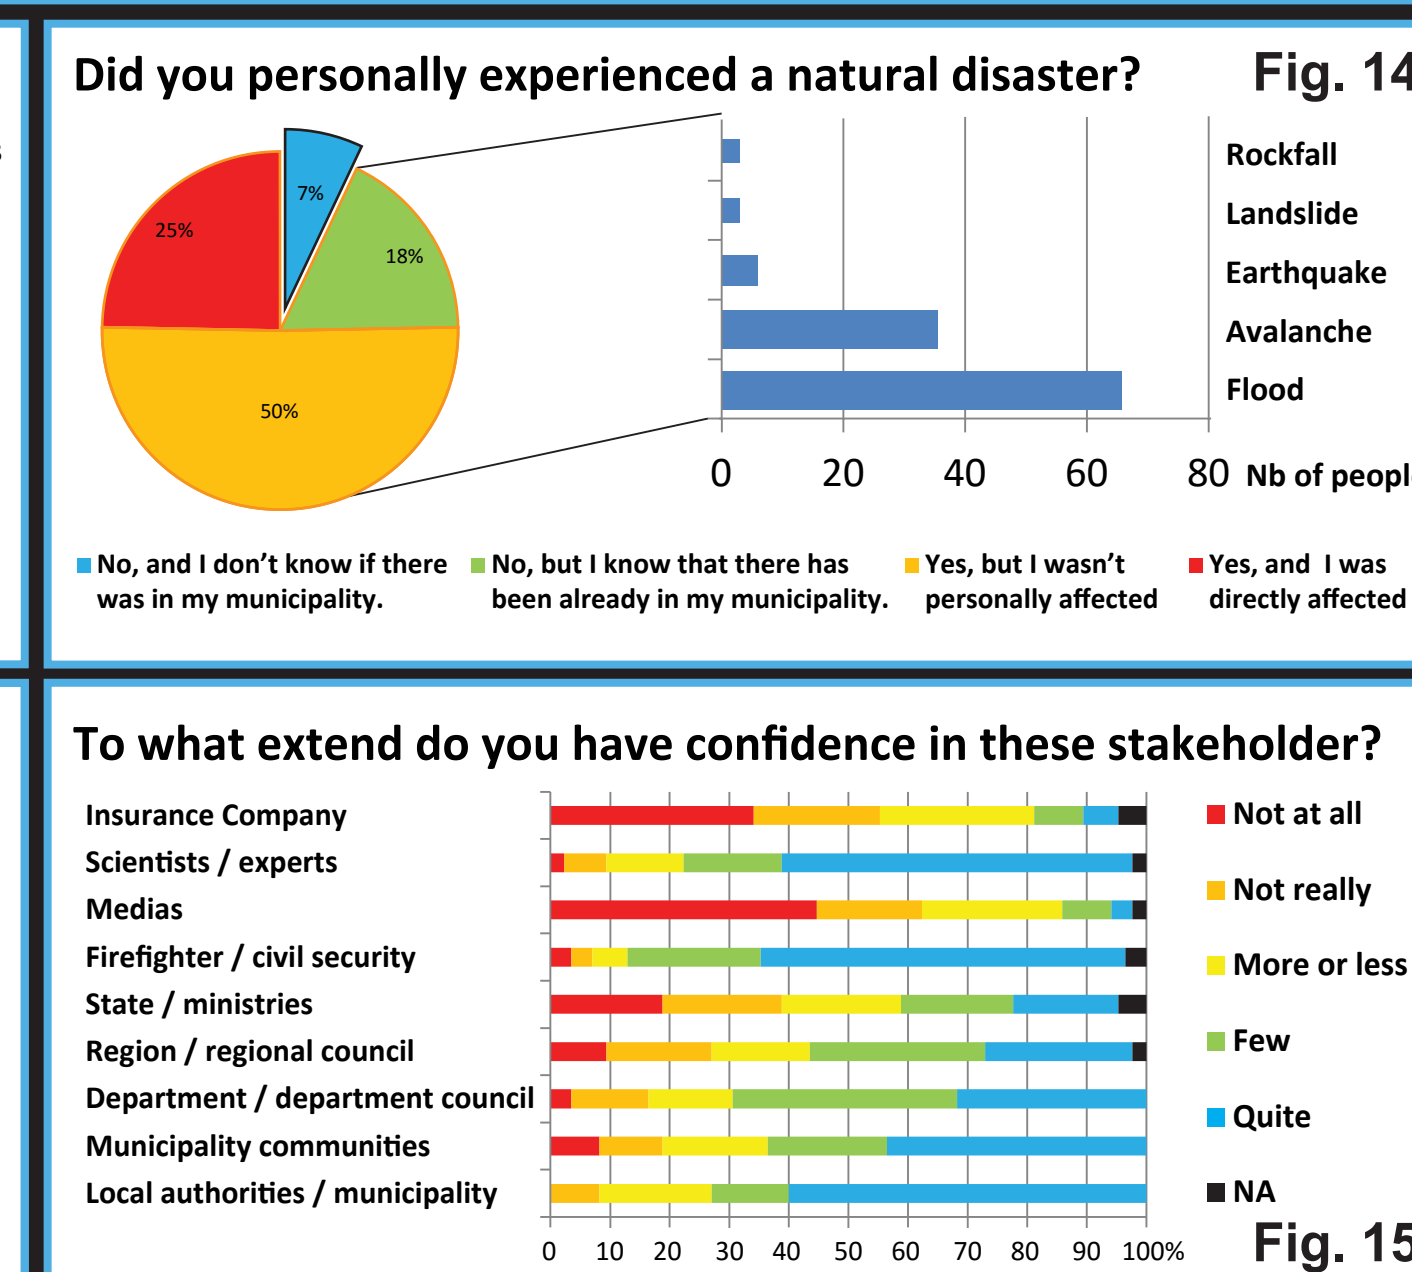 Did you personally experienced a natural disaster?
Fig. 14
7%
25%
18%
50%
Rockfall
Landslide
Earthquake
Avalanche
Flood
0 20 40 60 80 Nb of people
No, and I don't know if there
was in my municipality.
No, but I know that there has
been already in my municipality.
Yes, but I wasn't
personally affected
Yes, and I was
directly affected
To what extend do you have confidence in these stakeholder?
Insurance Company
Scientists / experts
Medias
Firefighter / civil security
State / ministries
Region / regional council
Department / department council
Municipality communities
Local authorities / municipality
0 10 20 30 40 50 60 70 80 90 100%
Not at all
Not really
More or less
Few
Quite
NA
Fig. 15